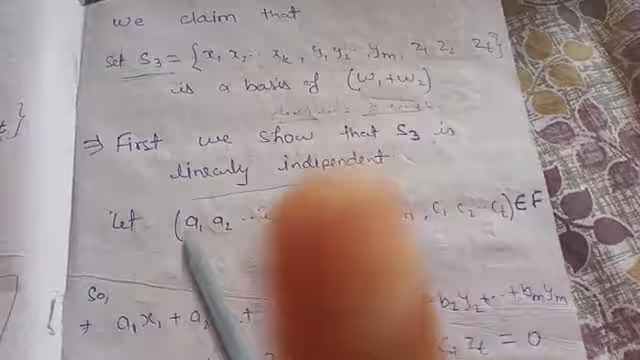 we claim that
Set S₃ = {x₁ x₂ .. xₖ, y₁ y₂ .. yₘ, z₁ z₂ zₜ}
is a basis of (W₁+W₂)
⇒ First we show that S₃ is
linearly independent
Let (a₁ a₂ .. , c₁ c₂ .. cₜ) ∈ F
So,
⇒ a₁x₁ + a₂ + b₂y₂ + .. + bₘyₘ
zₜ = 0